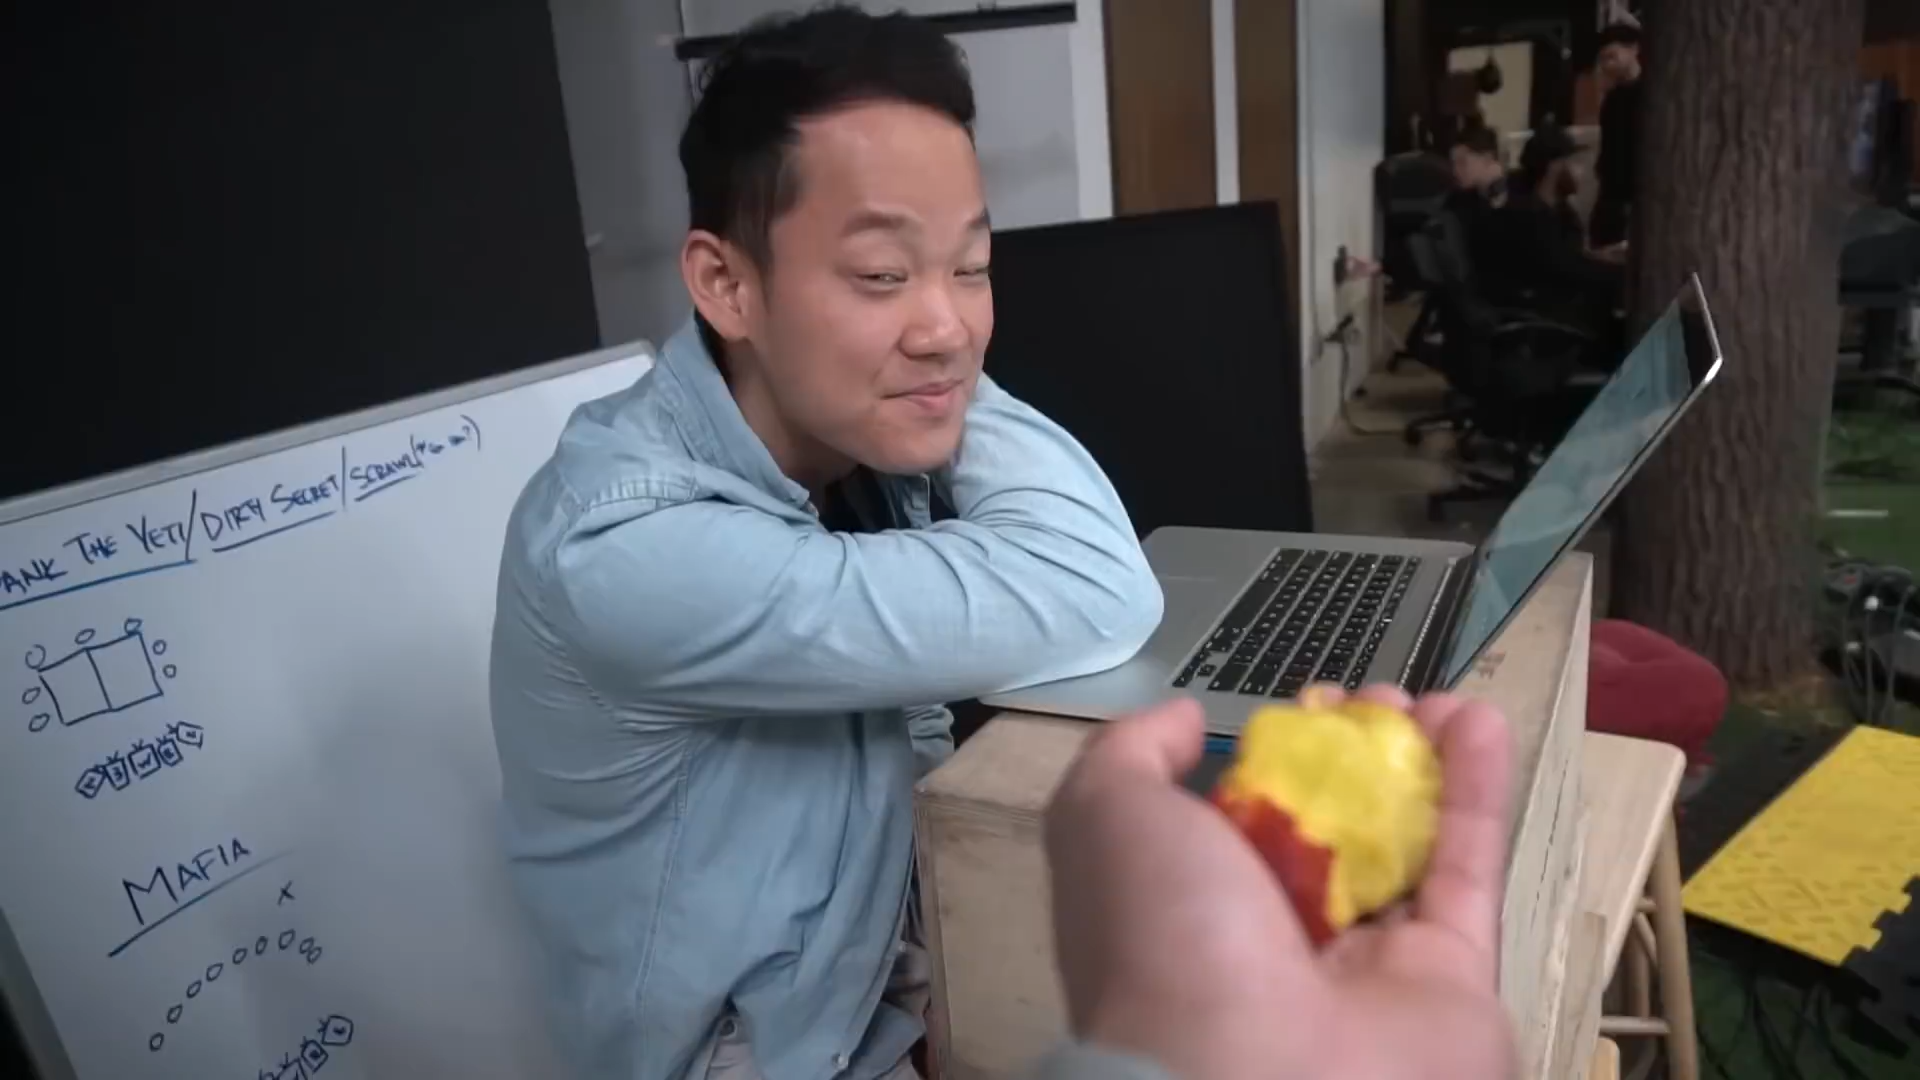 ANK THE YETI/DIRTY SECRET/SCRAWL(
MAFIA
X